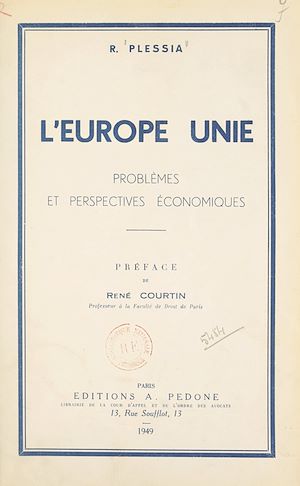 R. PLESSIA
L'EUROPE UNIE
PROBLÈMES
ET PERSPECTIVES ÉCONOMIQUES
PRÉFACE
DE
RENÉ COURTIN
Professeur à la Faculté de Droit de Paris
PARIS
EDITIONS A. PEDONE
LIBRAIRIE DE LA COUR D'APPEL ET DE L'ORDRE DES AVOCATS
13, Rue Soufflot, 13
1949